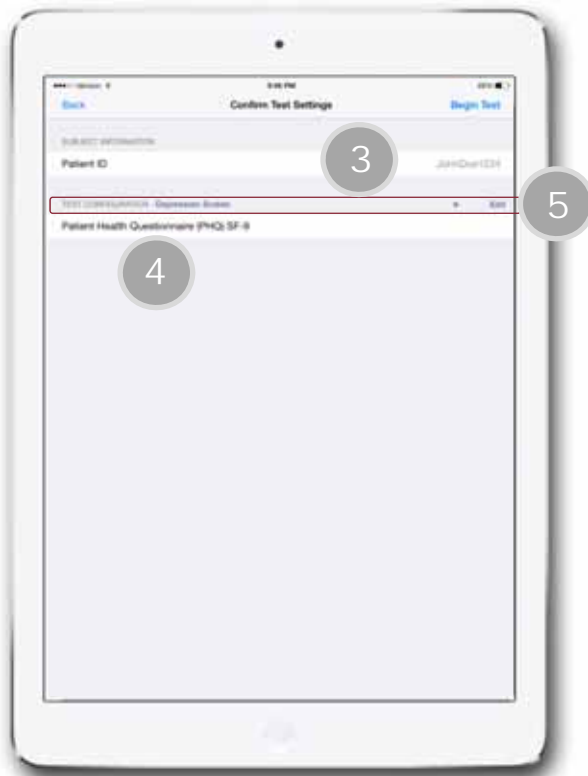 Back Confirm Test Settings Begin Test
SUBJECT INFORMATION
3
Patient ID JohnDoe1234
5
TEST CONFIGURATION Depression Screen + Edit
Patient Health Questionnaire (PHQ) SF-9
4